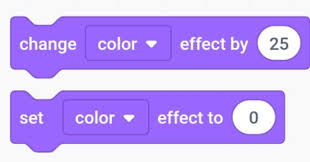 change color effect by 25
set color effect to 0